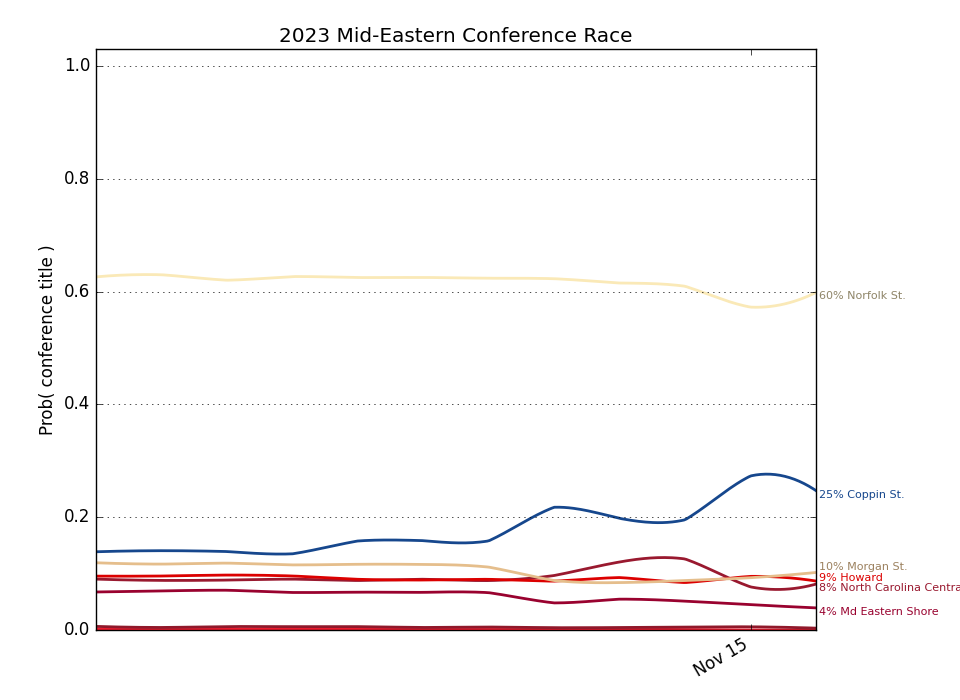 2023 Mid-Eastern Conference Race
Prob( conference title )
1.0
0.8
0.6
0.4
0.2
0.0
60% Norfolk St.
25% Coppin St.
10% Morgan St.
9% Howard
8% North Carolina Centra
4% Md Eastern Shore
Nov 15